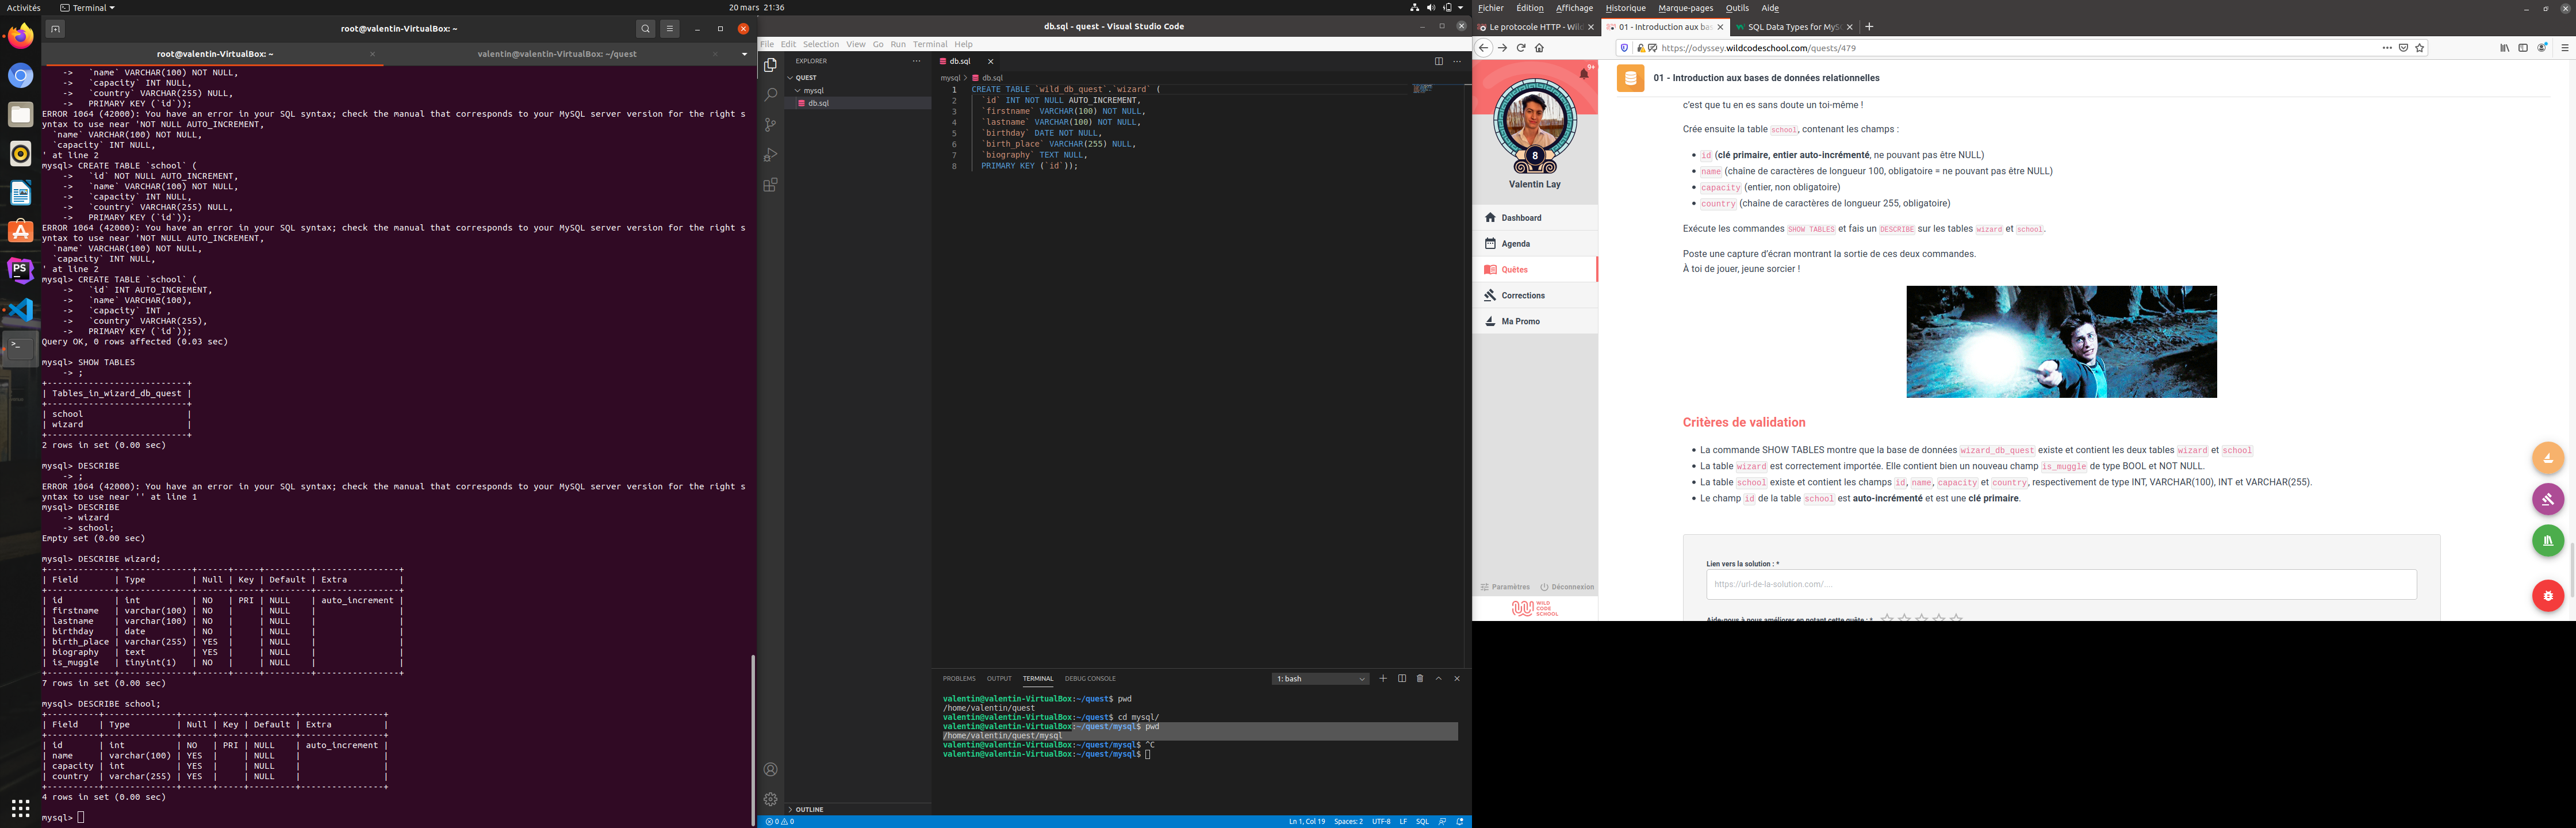 Activités
Terminal
20 mars 21:36
root@valentin-VirtualBox: ~
root@valentin-VirtualBox: ~
valentin@valentin-VirtualBox: ~/quest
-> `name` VARCHAR(100) NOT NULL,
-> `capacity` INT NULL,
-> `country` VARCHAR(255) NULL,
-> PRIMARY KEY (`id`));
ERROR 1064 (42000): You have an error in your SQL syntax; check the manual that corresponds to your MySQL server version for the right s
yntax to use near 'NOT NULL AUTO_INCREMENT,
`name` VARCHAR(100) NOT NULL,
`capacity` INT NULL,
' at line 2
mysql> CREATE TABLE `school` (
-> `id` NOT NULL AUTO_INCREMENT,
-> `name` VARCHAR(100) NOT NULL,
-> `capacity` INT NULL,
-> `country` VARCHAR(255) NULL,
-> PRIMARY KEY (`id`));
ERROR 1064 (42000): You have an error in your SQL syntax; check the manual that corresponds to your MySQL server version for the right s
yntax to use near 'NOT NULL AUTO_INCREMENT,
`name` VARCHAR(100) NOT NULL,
`capacity` INT NULL,
' at line 2
mysql> CREATE TABLE `school` (
-> `id` INT AUTO_INCREMENT,
-> `name` VARCHAR(100),
-> `capacity` INT ,
-> `country` VARCHAR(255),
-> PRIMARY KEY (`id`));
Query OK, 0 rows affected (0.03 sec)
mysql> SHOW TABLES
-> ;
+---------------------------+
| Tables_in_wizard_db_quest |
+---------------------------+
| school |
| wizard |
+---------------------------+
2 rows in set (0.00 sec)
mysql> DESCRIBE
-> ;
ERROR 1064 (42000): You have an error in your SQL syntax; check the manual that corresponds to your MySQL server version for the right s
yntax to use near '' at line 1
mysql> DESCRIBE
-> wizard
-> school;
Empty set (0.00 sec)
mysql> DESCRIBE wizard;
+-------------+--------------+------+-----+---------+----------------+
| Field | Type | Null | Key | Default | Extra |
+-------------+--------------+------+-----+---------+----------------+
| id | int | NO | PRI | NULL | auto_increment |
| firstname | varchar(100) | NO | | NULL | |
| lastname | varchar(100) | NO | | NULL | |
| birthday | date | NO | | NULL | |
| birth_place | varchar(255) | YES | | NULL | |
| biography | text | YES | | NULL | |
| is_muggle | tinyint(1) | NO | | NULL | |
+-------------+--------------+------+-----+---------+----------------+
7 rows in set (0.00 sec)
mysql> DESCRIBE school;
+----------+--------------+------+-----+---------+----------------+
| Field | Type | Null | Key | Default | Extra |
+----------+--------------+------+-----+---------+----------------+
| id | int | NO | PRI | NULL | auto_increment |
| name | varchar(100) | YES | | NULL | |
| capacity | int | YES | | NULL | |
| country | varchar(255) | YES | | NULL | |
+----------+--------------+------+-----+---------+----------------+
4 rows in set (0.00 sec)
mysql>
db.sql - quest - Visual Studio Code
File Edit Selection View Go Run Terminal Help
EXPLORER
QUEST
mysql
db.sql
OUTLINE
db.sql
mysql > db.sql
1 CREATE TABLE `wild_db_quest`.`wizard` (
2 `id` INT NOT NULL AUTO_INCREMENT,
3 `firstname` VARCHAR(100) NOT NULL,
4 `lastname` VARCHAR(100) NOT NULL,
5 `birthday` DATE NOT NULL,
6 `birth_place` VARCHAR(255) NULL,
7 `biography` TEXT NULL,
8 PRIMARY KEY (`id`));
PROBLEMS OUTPUT TERMINAL DEBUG CONSOLE
1: bash
valentin@valentin-VirtualBox:~/quest$ pwd
/home/valentin/quest
valentin@valentin-VirtualBox:~/quest$ cd mysql/
valentin@valentin-VirtualBox:~/quest/mysql$ pwd
/home/valentin/quest/mysql
valentin@valentin-VirtualBox:~/quest/mysql$ ^C
valentin@valentin-VirtualBox:~/quest/mysql$
0 0
Ln 1, Col 19 Spaces: 2 UTF-8 LF SQL
Fichier Édition Affichage Historique Marque-pages Outils Aide
Le protocole HTTP - Wild
01 - Introduction aux bas
SQL Data Types for MySQ
https://odyssey.wildcodeschool.com/quests/479
9+
8
Valentin Lay
Dashboard
Agenda
Quêtes
Corrections
Ma Promo
Paramètres
Déconnexion
WILD
CODE
SCHOOL
01 - Introduction aux bases de données relationnelles
c'est que tu en es sans doute un toi-même !
Crée ensuite la table school, contenant les champs :
• id (clé primaire, entier auto-incrémenté, ne pouvant pas être NULL)
• name (chaîne de caractères de longueur 100, obligatoire = ne pouvant pas être NULL)
• capacity (entier, non obligatoire)
• country (chaîne de caractères de longueur 255, obligatoire)
Exécute les commandes SHOW TABLES et fais un DESCRIBE sur les tables wizard et school.
Poste une capture d'écran montrant la sortie de ces deux commandes.
À toi de jouer, jeune sorcier !
Critères de validation
• La commande SHOW TABLES montre que la base de données wizard_db_quest existe et contient les deux tables wizard et school
• La table wizard est correctement importée. Elle contient bien un nouveau champ is_muggle de type BOOL et NOT NULL.
• La table school existe et contient les champs id, name, capacity et country, respectivement de type INT, VARCHAR(100), INT et VARCHAR(255).
• Le champ id de la table school est auto-incrémenté et est une clé primaire.
Lien vers la solution : *
https://url-de-la-solution.com/...
Aide-nous à nous améliorer en notant cette quête : *